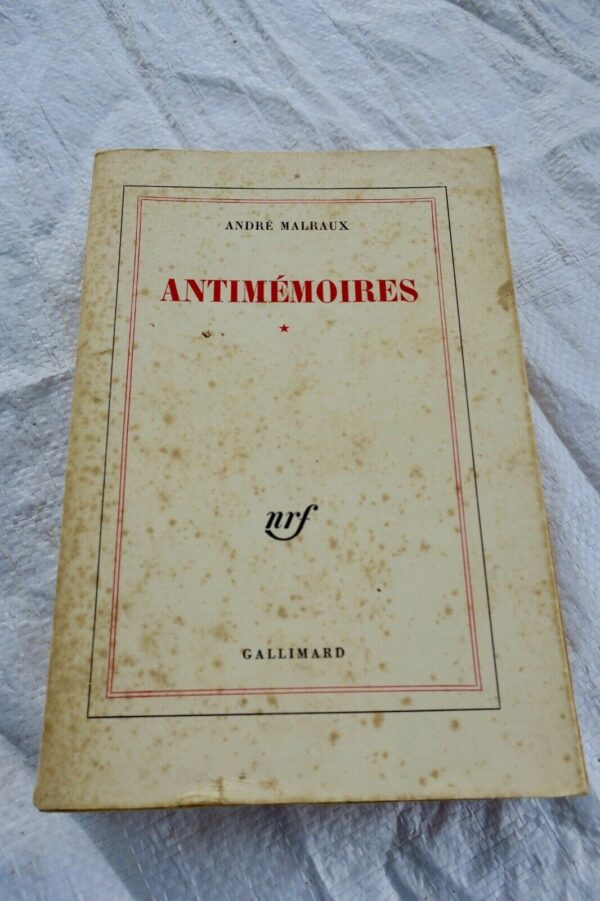 ANDRÉ MALRAUX
ANTIMÉMOIRES
★
nrf
GALLIMARD